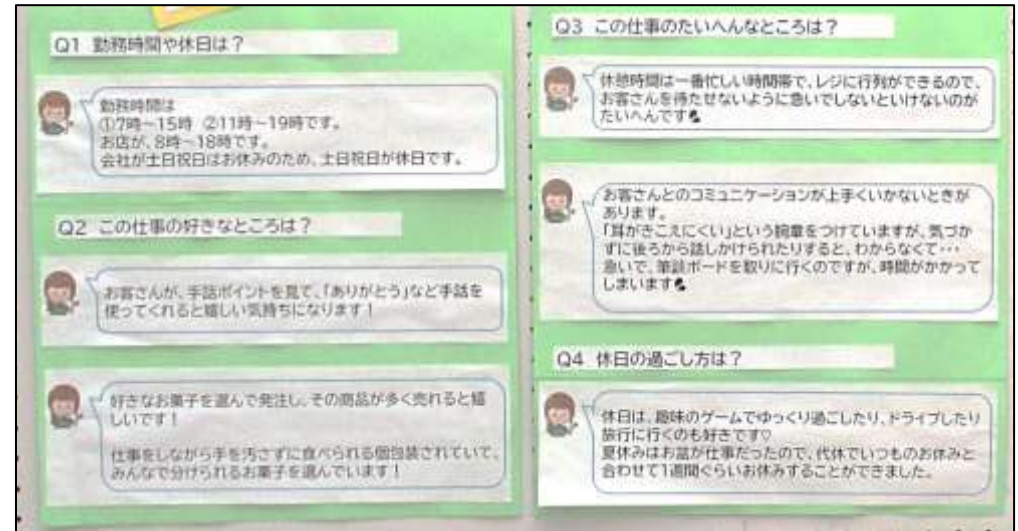 Q1 勤務時間や休日は？
勤務時間は
①7時～15時 ②11時～19時です。
お店が、8時～18時です。
会社が土日祝日はお休みのため、土日祝日が休日です。
Q2 この仕事の好きなところは？
お客さんが、手話ポイントを見て、「ありがとう」など手話を
使ってくれると嬉しい気持ちになります！
好きなお菓子を選んで発注し、その商品が多く売れると嬉
しいです！
仕事をしながら手を汚さずに食べられる個包装されていて、
みんなで分けられるお菓子を選んでいます！
Q3 この仕事のたいへんなところは？
休憩時間は一番忙しい時間帯で、レジに行列ができるので、
お客さんを待たせないように急いでしないといけないのが
たいへんです
お客さんとのコミュニケーションが上手くいかないときが
あります。
「耳がきこえにくい」という腕章をつけていますが、気づか
ずに後ろから話しかけられたりすると、わからなくて・・・
急いで、筆談ボードを取りに行くのですが、時間がかかって
しまいます
Q4 休日の過ごし方は？
休日は、趣味のゲームでゆっくり過ごしたり、ドライブしたり
旅行に行くのも好きです♡
夏休みはお盆が仕事だったので、代休でいつものお休みと
合わせて1週間ぐらいお休みすることができました。